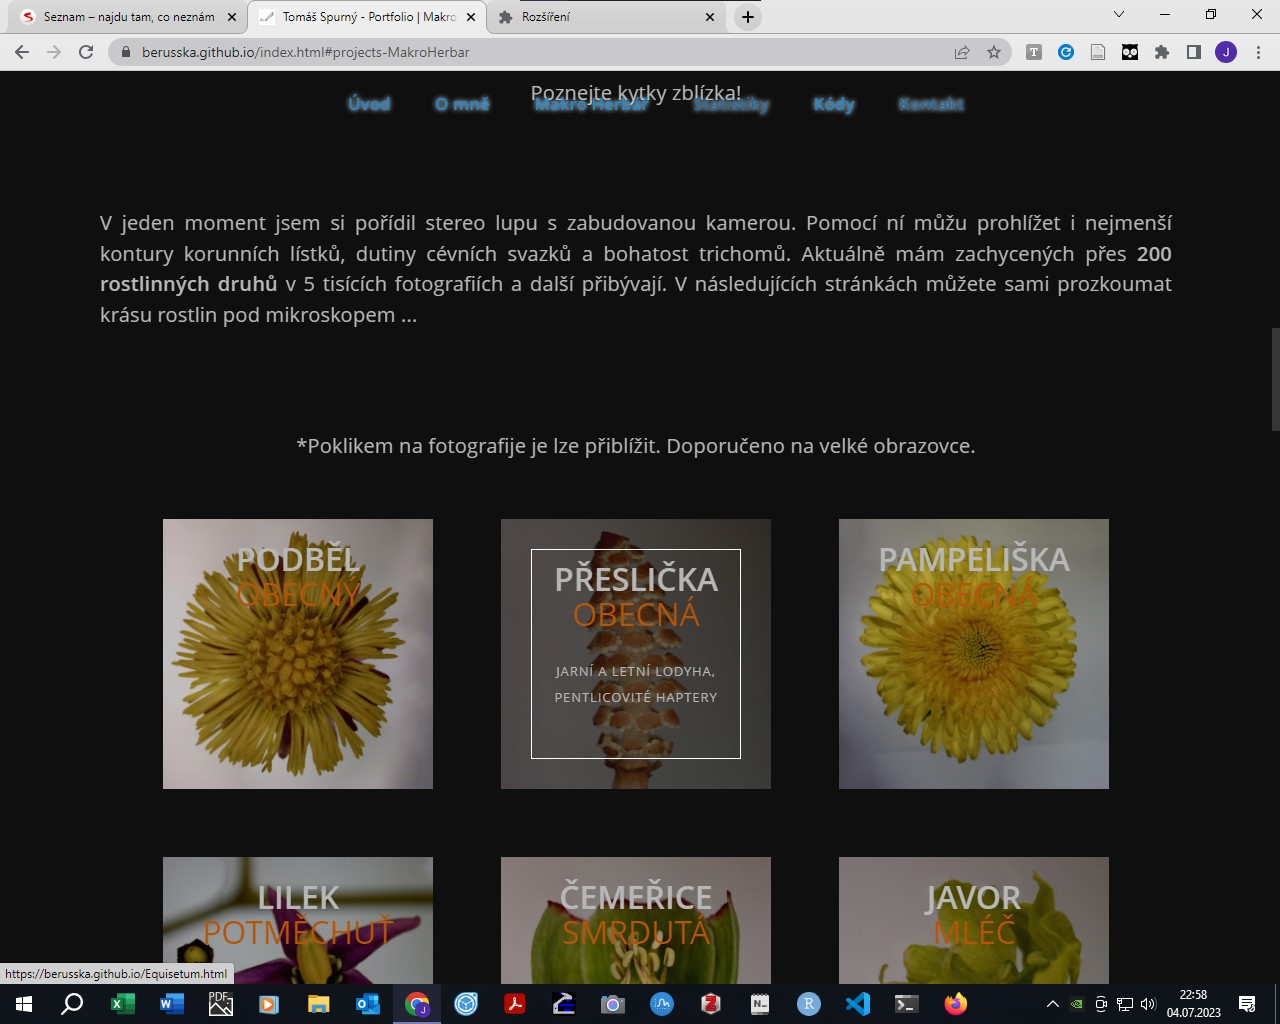 Seznam – najdu tam, co neznám
Tomáš Spurný - Portfolio | Makro
Rozšíření
berusska.github.io/index.html#projects-MakroHerbar
J
Poznejte kytky zblízka!
Úvod
O mně
Makro Herbář
Statistiky
Kódy
Kontakt
V jeden moment jsem si pořídil stereo lupu s zabudovanou kamerou. Pomocí ní můžu prohlížet i nejmenší
kontury korunních lístků, dutiny cévních svazků a bohatost trichomů. Aktuálně mám zachycených přes 200
rostlinných druhů v 5 tisících fotografiích a další přibývají. V následujících stránkách můžete sami prozkoumat
krásu rostlin pod mikroskopem ...
*Poklikem na fotografije je lze přiblížit. Doporučeno na velké obrazovce.
PODBĚL
OBECNÝ
PŘESLIČKA
OBECNÁ
JARNÍ A LETNÍ LODYHA,
PENTLICOVITÉ HAPTERY
PAMPELIŠKA
OBECNÁ
LILEK
POTMĚCHUŤ
ČEMEŘICE
SMRDUTÁ
JAVOR
MLÉČ
https://berusska.github.io/Equisetum.html
PDF
22:58
04.07.2023